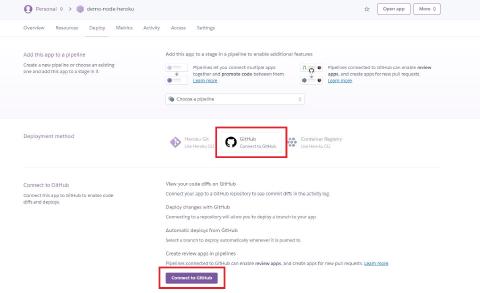 Personal
demo-node-heroku
Open app
More
Overview
Resources
Deploy
Metrics
Activity
Access
Settings
Add this app to a pipeline
Create a new pipeline or choose an existing
one and add this app to a stage in it.
Add this app to a stage in a pipeline to enable additional features
Pipelines let you connect multiple apps
together and promote code between them.
Learn more.
Pipelines connected to GitHub can enable review
apps, and create apps for new pull requests.
Learn more.
Choose a pipeline
Deployment method
Heroku Git
Use Heroku CLI
GitHub
Connect to GitHub
Container Registry
Use Heroku CLI
Connect to GitHub
Connect this app to GitHub to enable code
diffs and deploys.
View your code diffs on GitHub
Connect your app to a GitHub repository to see commit diffs in the activity log.
Deploy changes with GitHub
Connecting to a repository will allow you to deploy a branch to your app.
Automatic deploys from GitHub
Select a branch to deploy automatically whenever it is pushed to.
Create review apps in pipelines
Pipelines connected to GitHub can enable review apps, and create apps for new pull requests. Learn more.
Connect to GitHub